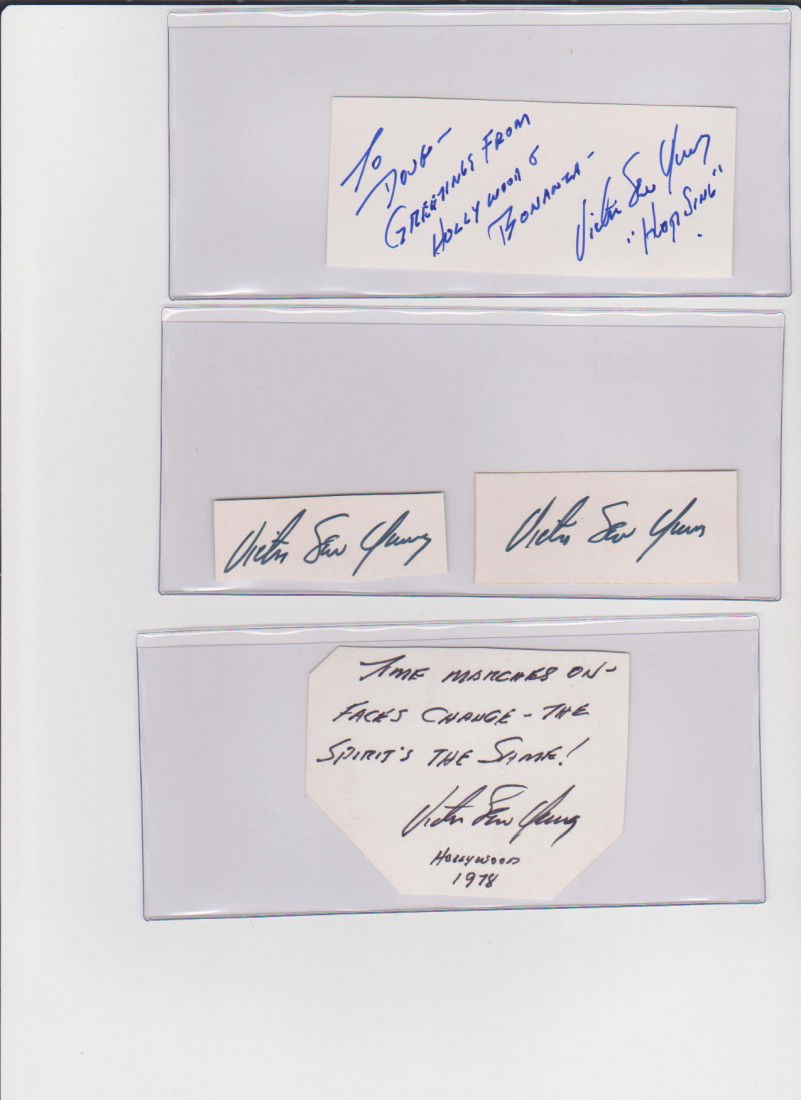 To
Doug-
Greetings From
Hollywood &
Bonanza-
Victor Sen Yung
"Hop Sing"
Victor Sen Yung
Victor Sen Yung
Time marches on-
Faces Change - the
Spirit's the Same!
Victor Sen Yung
Hollywood
1978